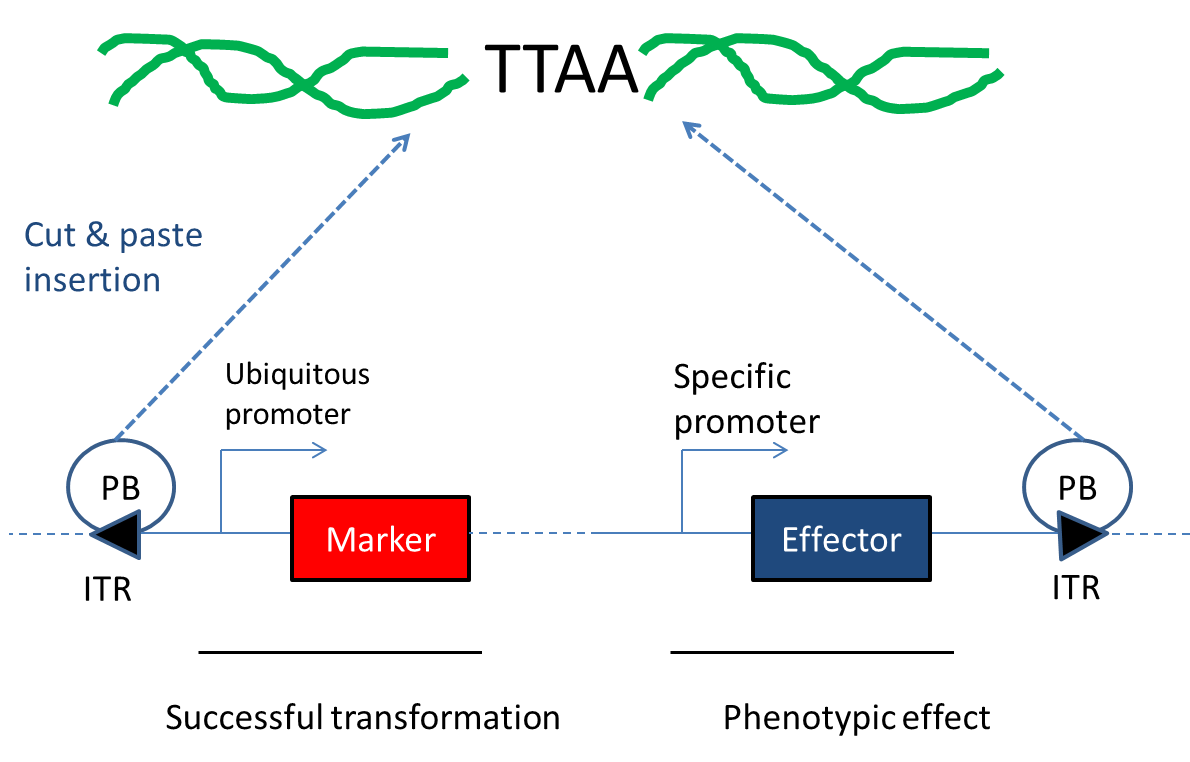 TTAA
Cut & paste
insertion
Ubiquitous
promoter
Specific
promoter
PB
PB
Marker
Effector
ITR
ITR
Successful transformation
Phenotypic effect